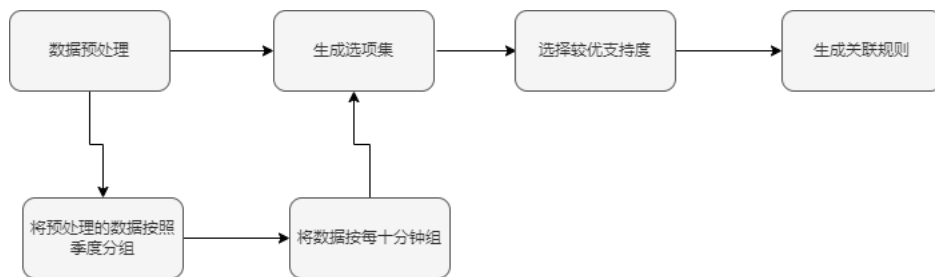 数据预处理
生成选项集
选择较优支持度
生成关联规则
将预处理的数据按照
季度分组
将数据按每十分钟组